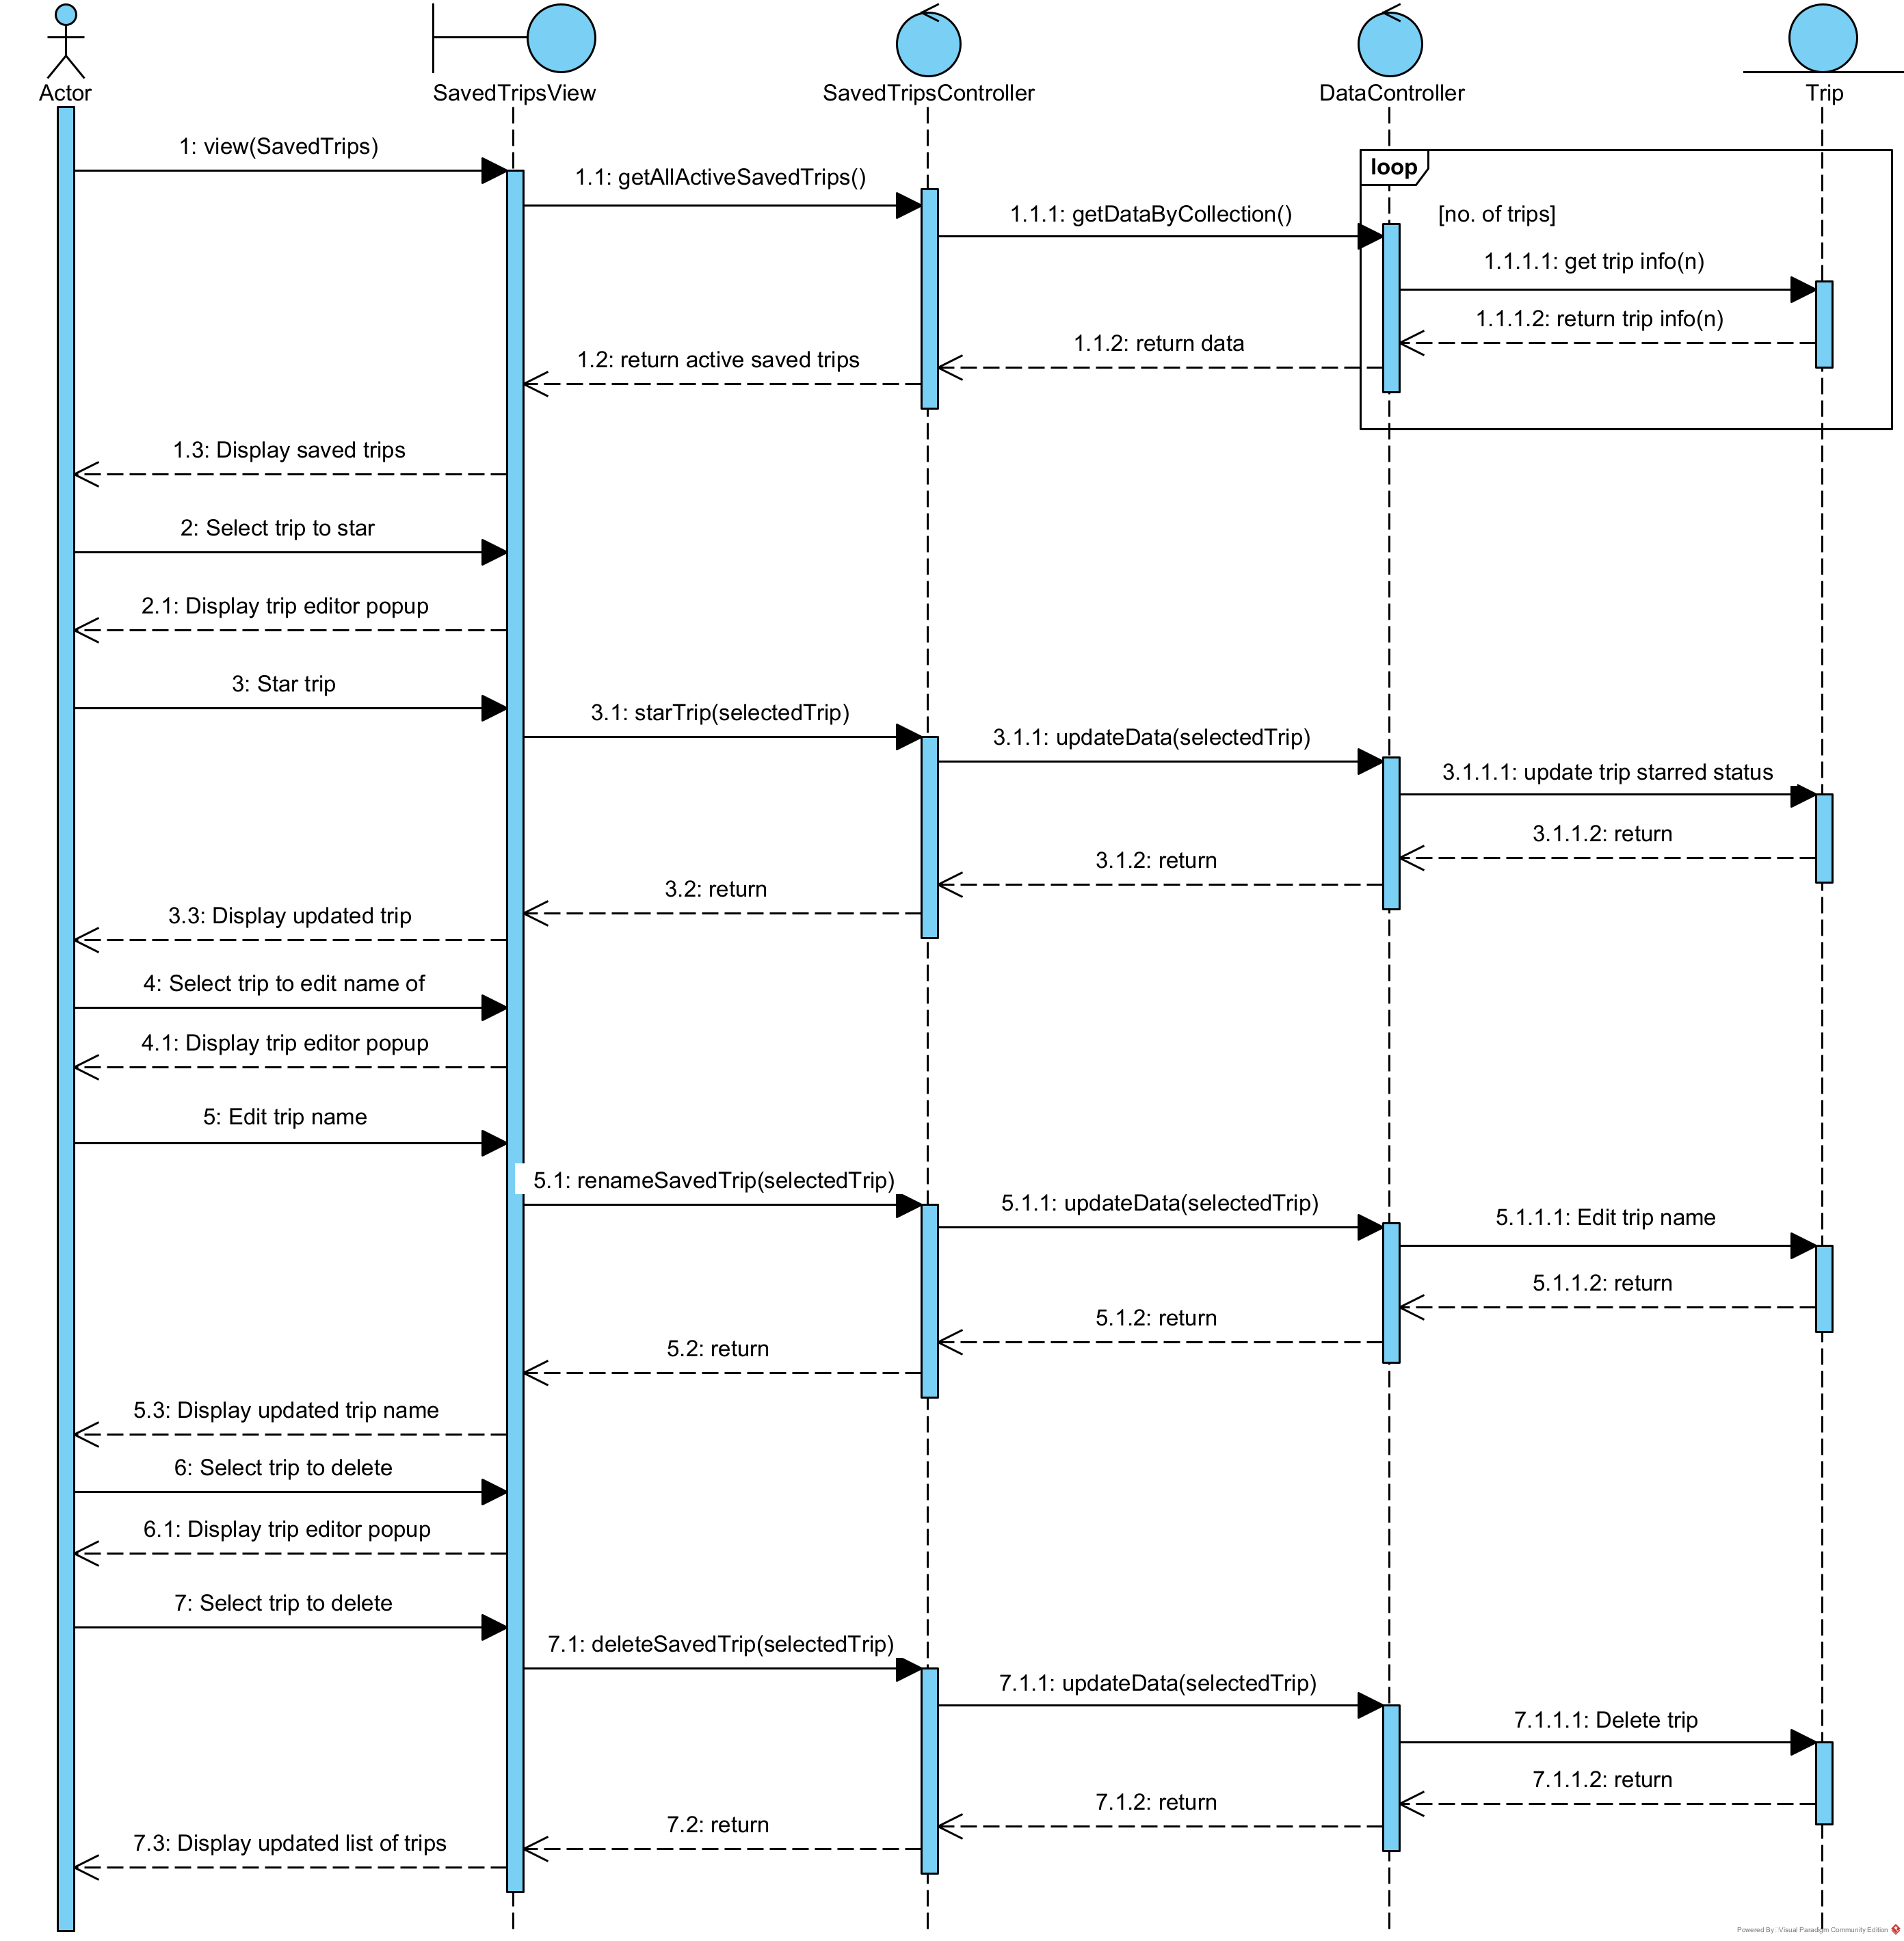 Actor
SavedTripsView
SavedTripsController
DataController
Trip
1: view(SavedTrips)
loop
1.1: getAllActiveSavedTrips()
1.1.1: getDataByCollection()
[no. of trips]
1.1.1.1: get trip info(n)
1.1.1.2: return trip info(n)
1.1.2: return data
1.2: return active saved trips
1.3: Display saved trips
2: Select trip to star
2.1: Display trip editor popup
3: Star trip
3.1: starTrip(selectedTrip)
3.1.1: updateData(selectedTrip)
3.1.1.1: update trip starred status
3.1.1.2: return
3.1.2: return
3.2: return
3.3: Display updated trip
4: Select trip to edit name of
4.1: Display trip editor popup
5: Edit trip name
5.1: renameSavedTrip(selectedTrip)
5.1.1: updateData(selectedTrip)
5.1.1.1: Edit trip name
5.1.1.2: return
5.1.2: return
5.2: return
5.3: Display updated trip name
6: Select trip to delete
6.1: Display trip editor popup
7: Select trip to delete
7.1: deleteSavedTrip(selectedTrip)
7.1.1: updateData(selectedTrip)
7.1.1.1: Delete trip
7.1.1.2: return
7.1.2: return
7.2: return
7.3: Display updated list of trips
Powered By: Visual Paradigm Community Edition